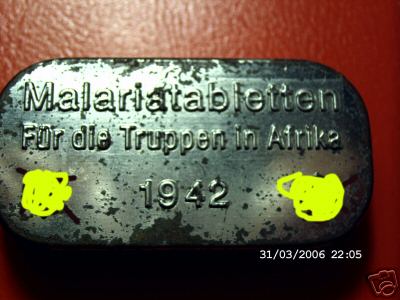 Malariatabletten
Für die Truppen in Afrika
1942
31/03/2006 22:05